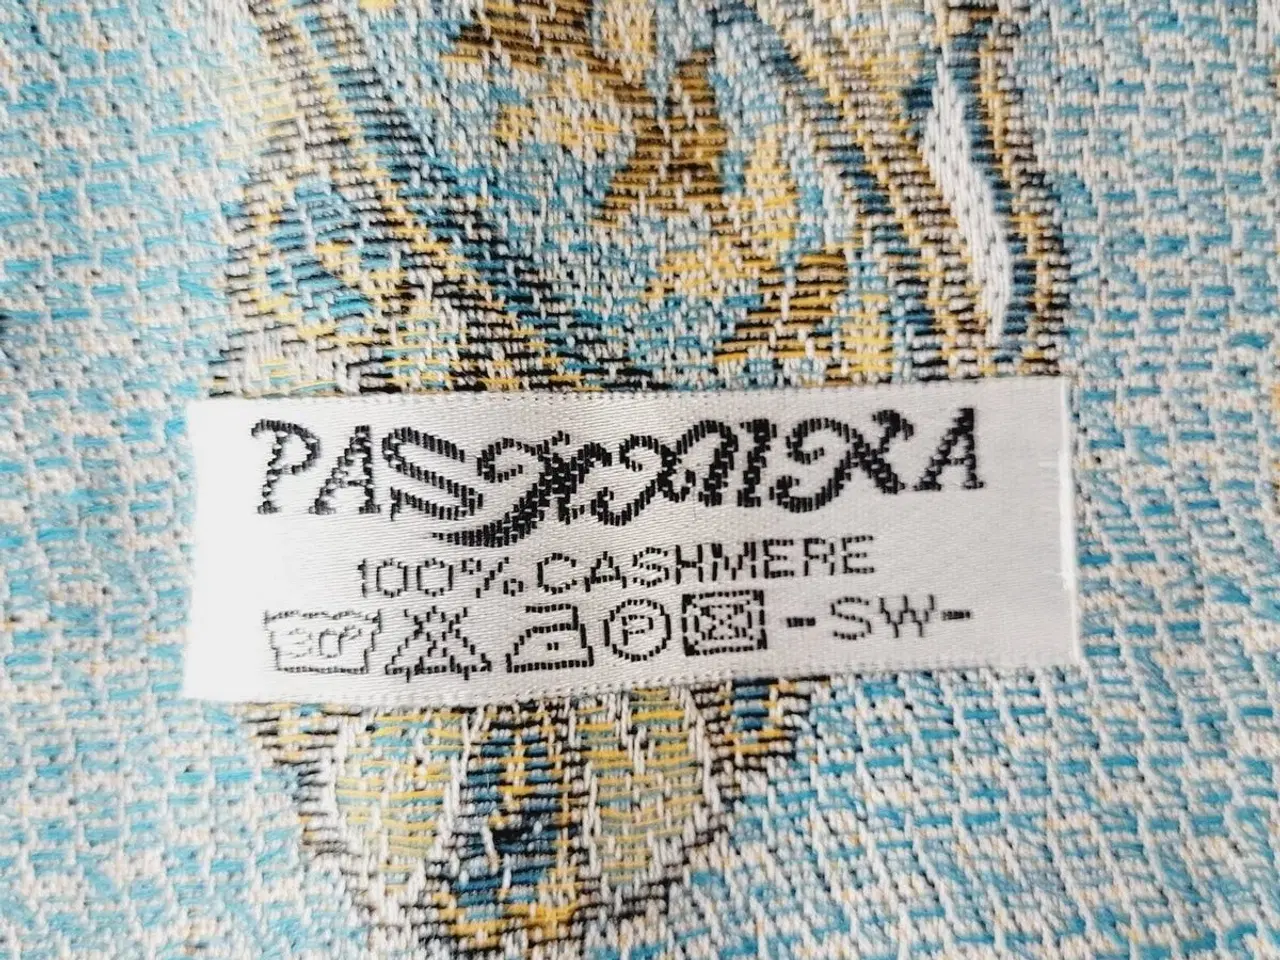 PASHMINA
100% CASHMERE
30° P -SW-